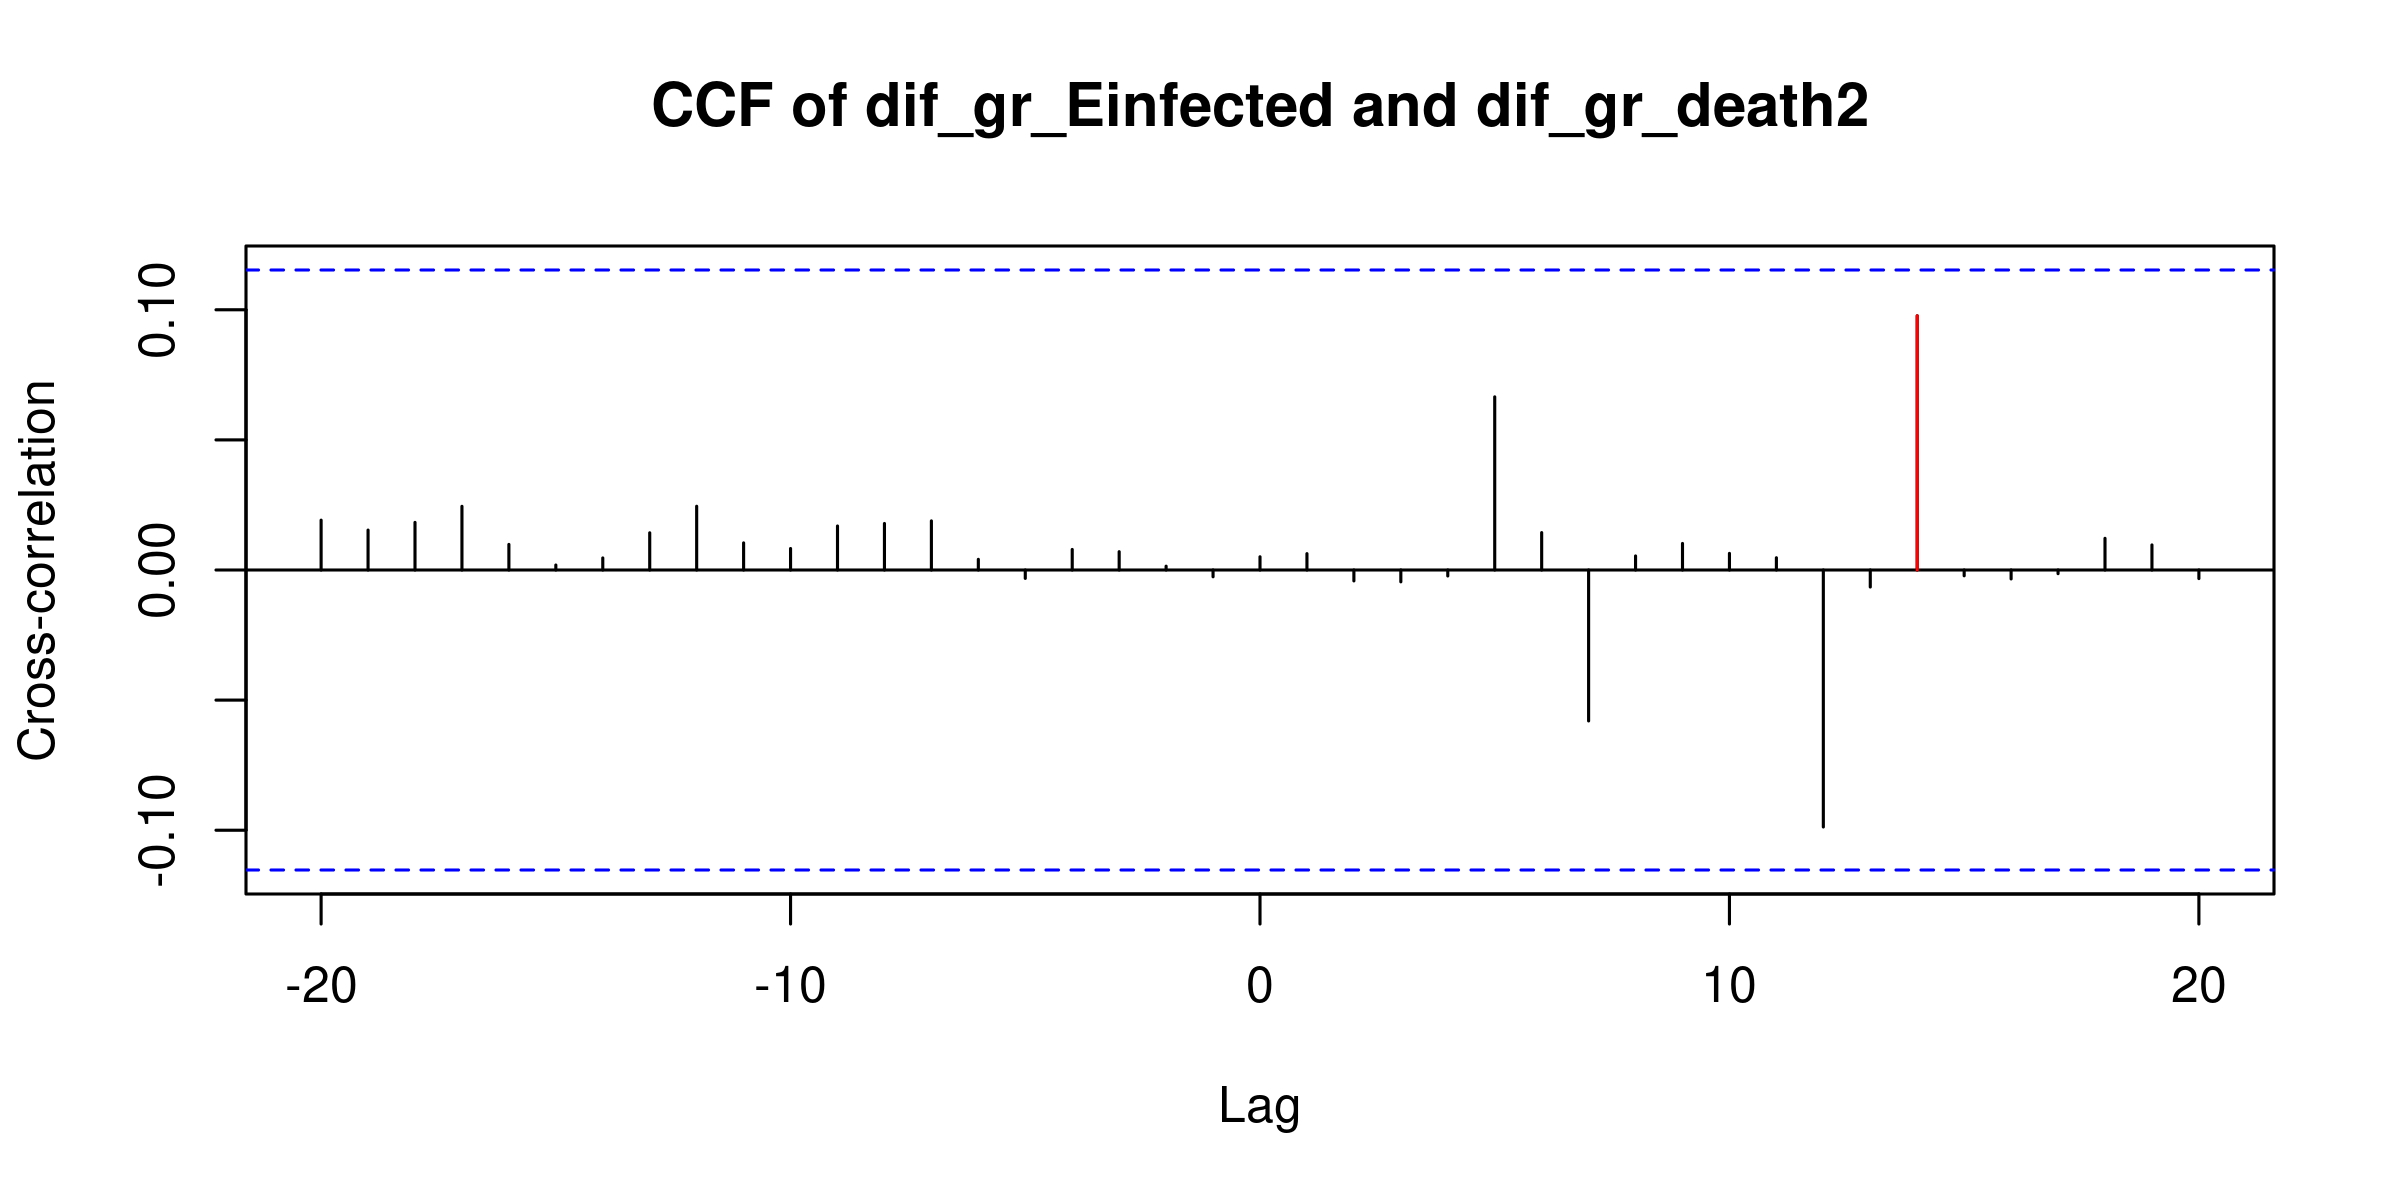 CCF of dif_gr_Einfected and dif_gr_death2
Cross-correlation
0.10
0.00
-0.10
-20 -10 0 10 20
Lag